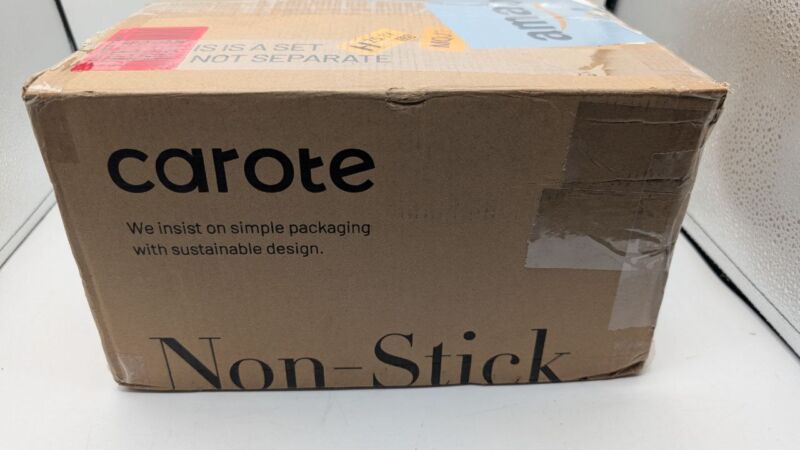 IS IS A SET
NOT SEPARATE
carote
We insist on simple packaging
with sustainable design.
Non-Stick